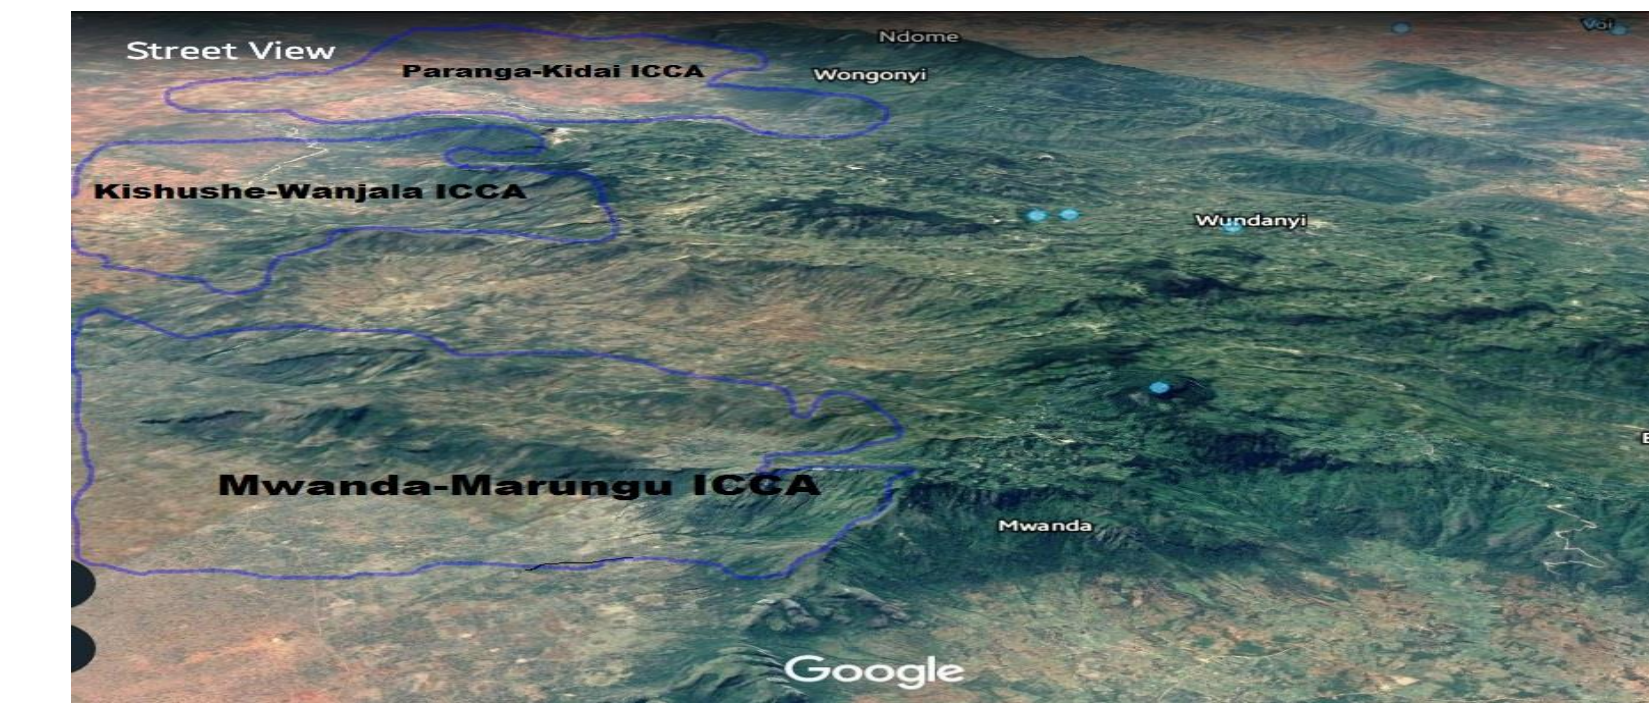 Street View
Ndome
Voi
Paranga-Kidai ICCA
Wongonyi
Kishushe-Wanjala ICCA
Wundanyi
Mwanda-Marungu ICCA
Mwanda
Google